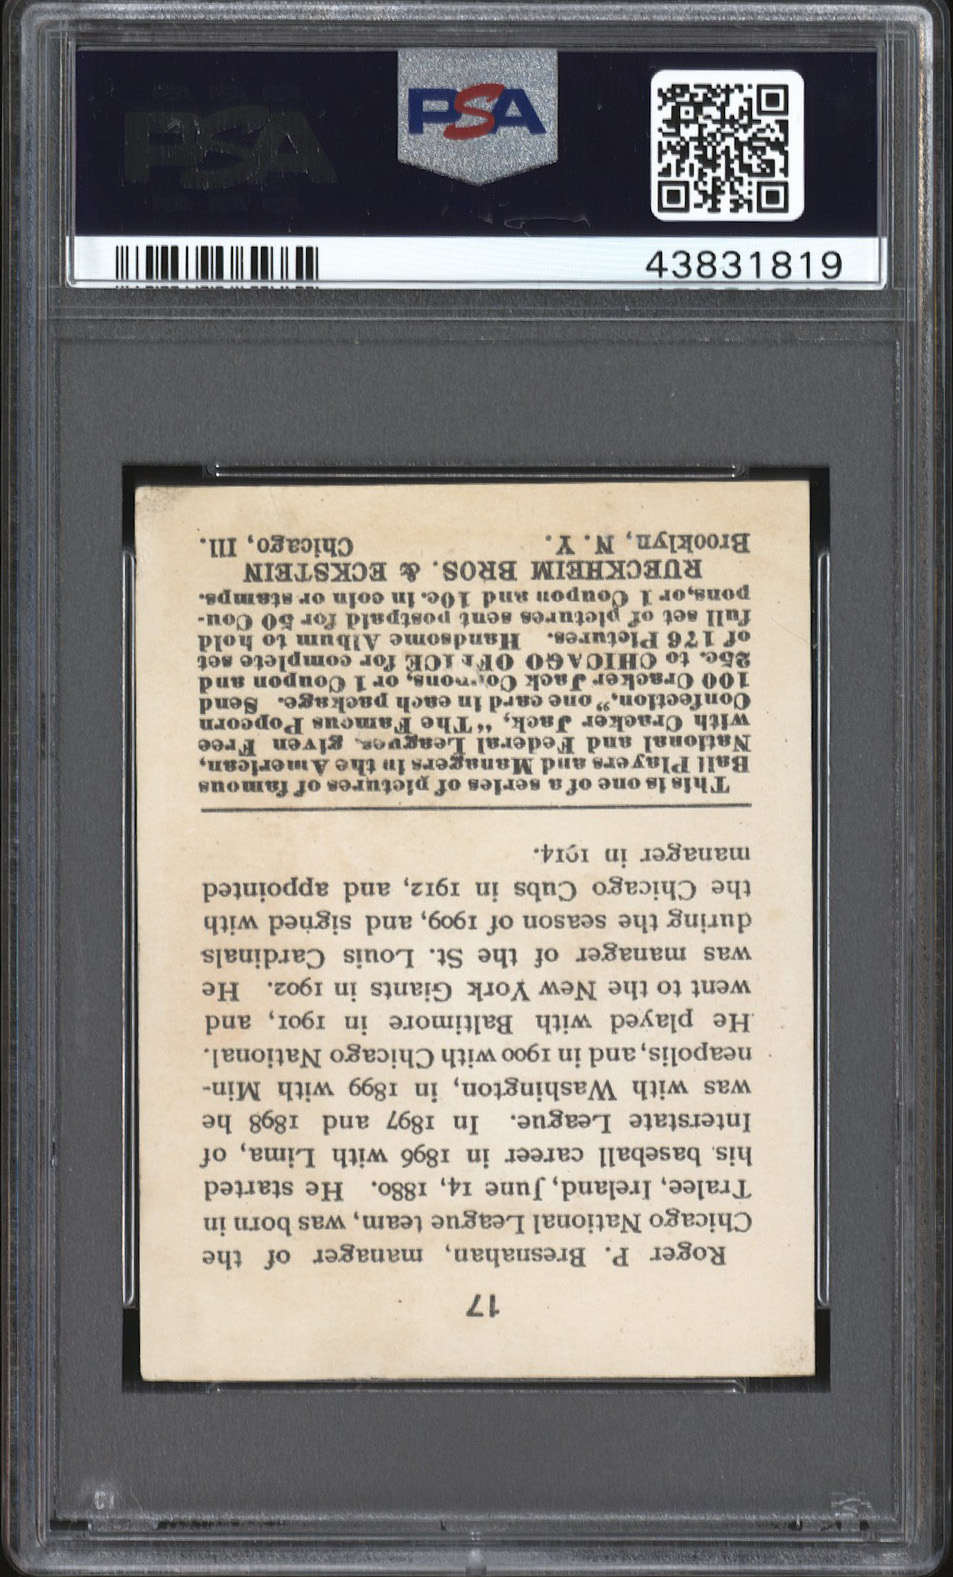 PSA
PSA
43831819
17
Roger P. Bresnahan, manager of the
Chicago National League team, was born in
Tralee, Ireland, June 14, 1880. He started
his baseball career in 1896 with Lima, of
Interstate League. In 1897 and 1898 he
was with Washington, in 1899 with Min-
neapolis, and in 1900 with Chicago National.
He played with Baltimore in 1901, and
went to the New York Giants in 1902. He
was manager of the St. Louis Cardinals
during the season of 1909, and signed with
the Chicago Cubs in 1912, and appointed
manager in 1914.
This is one of a series of pictures of famous
Ball Players and Managers in the American,
National and Federal Leagues, given Free
with Cracker Jack, “The Famous Popcorn
Confection,” one card in each package. Send
100 Cracker Jack Coupons, or 1 Coupon and
25c. to CHICAGO OFFICE for complete set
of 176 Pictures. Handsome Album to hold
full set of pictures sent postpaid for 50 Cou-
pons, or 1 Coupon and 10c. in coin or stamps.
RUECKHEIM BROS. & ECKSTEIN
Brooklyn, N. Y. Chicago, Ill.